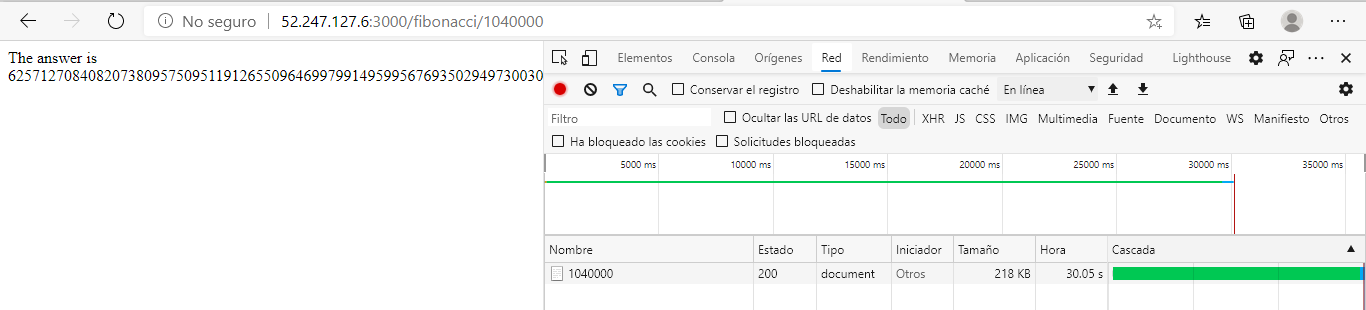 No seguro | 52.247.127.6:3000/fibonacci/1040000
The answer is
Elementos Consola Orígenes Red Rendimiento Memoria Aplicación Seguridad Lighthouse
Conservar el registro Deshabilitar la memoria caché En línea
Filtro Ocultar las URL de datos Todo XHR JS CSS IMG Multimedia Fuente Documento WS Manifiesto Otros
Ha bloqueado las cookies Solicitudes bloqueadas
5000 ms 10000 ms 15000 ms 20000 ms 25000 ms 30000 ms 35000 ms
Nombre Estado Tipo Iniciador Tamaño Hora Cascada
1040000 200 document Otros 218 KB 30.05 s